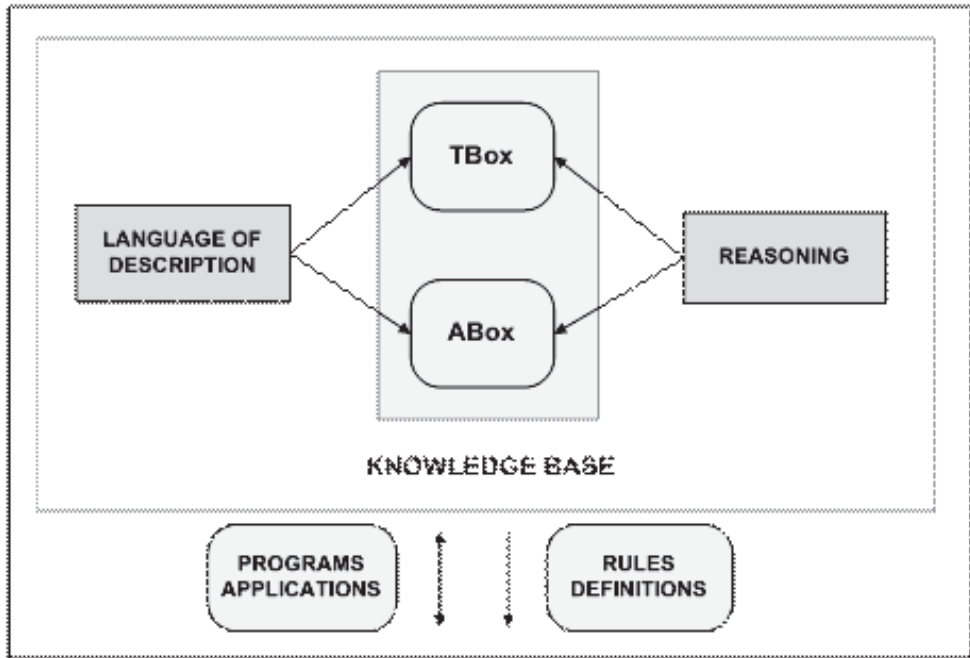 TBox
LANGUAGE OF
DESCRIPTION
REASONING
ABox
KNOWLEDGE BASE
PROGRAMS
APPLICATIONS
RULES
DEFINITIONS